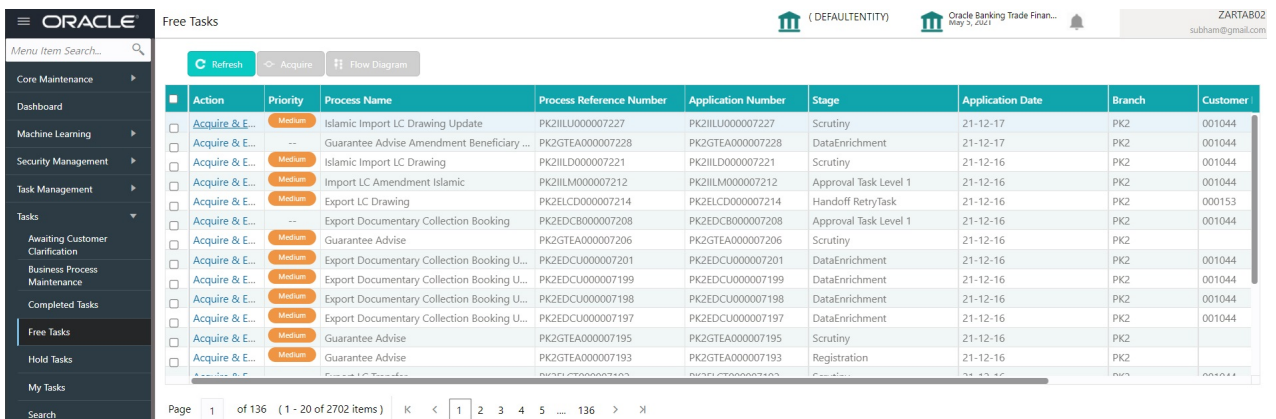 ORACLE
Free Tasks
( DEFAULTENTITY)
Oracle Banking Trade Finan...
May 5, 2021
ZARTAB02
subham@gmail.com
Menu Item Search...
Core Maintenance
Dashboard
Machine Learning
Security Management
Task Management
Tasks
Awaiting Customer
Clarification
Business Process
Maintenance
Completed Tasks
Free Tasks
Hold Tasks
My Tasks
Search
Refresh Acquire Flow Diagram
Action Priority Process Name Process Reference Number Application Number Stage Application Date Branch Customer
Acquire & E... Medium Islamic Import LC Drawing Update PK2IILU000007227 PK2IILU000007227 Scrutiny 21-12-17 PK2 001044
Acquire & E... -- Guarantee Advise Amendment Beneficiary ... PK2GTEA000007228 PK2GTEA000007228 DataEnrichment 21-12-17 PK2 001044
Acquire & E... Medium Islamic Import LC Drawing PK2IILD000007221 PK2IILD000007221 Scrutiny 21-12-16 PK2 001044
Acquire & E... Medium Import LC Amendment Islamic PK2IILM000007212 PK2IILM000007212 Approval Task Level 1 21-12-16 PK2 001044
Acquire & E... Medium Export LC Drawing PK2ELCD000007214 PK2ELCD000007214 Handoff RetryTask 21-12-16 PK2 000153
Acquire & E... -- Export Documentary Collection Booking PK2EDCB000007208 PK2EDCB000007208 Approval Task Level 1 21-12-16 PK2 001044
Acquire & E... Medium Guarantee Advise PK2GTEA000007206 PK2GTEA000007206 Scrutiny 21-12-16 PK2
Acquire & E... Medium Export Documentary Collection Booking U... PK2EDCU000007201 PK2EDCU000007201 DataEnrichment 21-12-16 PK2 001044
Acquire & E... Medium Export Documentary Collection Booking U... PK2EDCU000007199 PK2EDCU000007199 DataEnrichment 21-12-16 PK2 001044
Acquire & E... Medium Export Documentary Collection Booking U... PK2EDCU000007198 PK2EDCU000007198 DataEnrichment 21-12-16 PK2 001044
Acquire & E... Medium Export Documentary Collection Booking U... PK2EDCU000007197 PK2EDCU000007197 DataEnrichment 21-12-16 PK2 001044
Acquire & E... Medium Guarantee Advise PK2GTEA000007195 PK2GTEA000007195 Scrutiny 21-12-16 PK2
Acquire & E... Medium Guarantee Advise PK2GTEA000007193 PK2GTEA000007193 Registration 21-12-16 PK2
Page 1 of 136 (1 - 20 of 2702 items) 1 2 3 4 5 .... 136